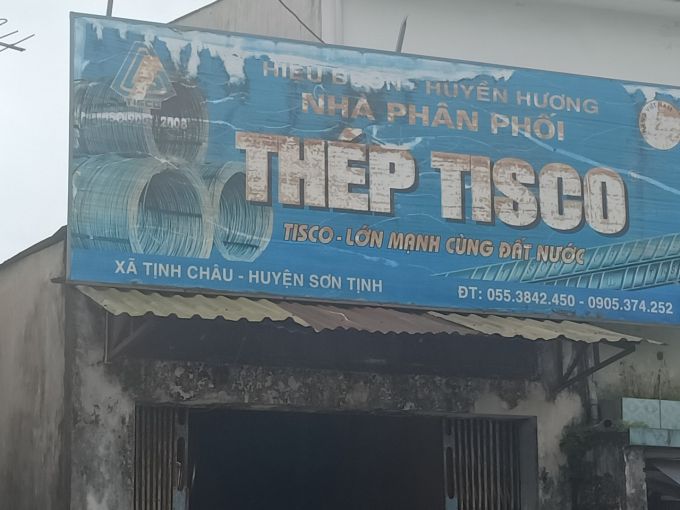 HIỆU DƯƠNG HUYỀN HƯƠNG
NHÀ PHÂN PHỐI
THÉP TISCO
TISCO - LỚN MẠNH CÙNG ĐẤT NƯỚC
XÃ TỊNH CHÂU - HUYỆN SƠN TỊNH
ĐT: 055.3842.450 - 0905.374.252